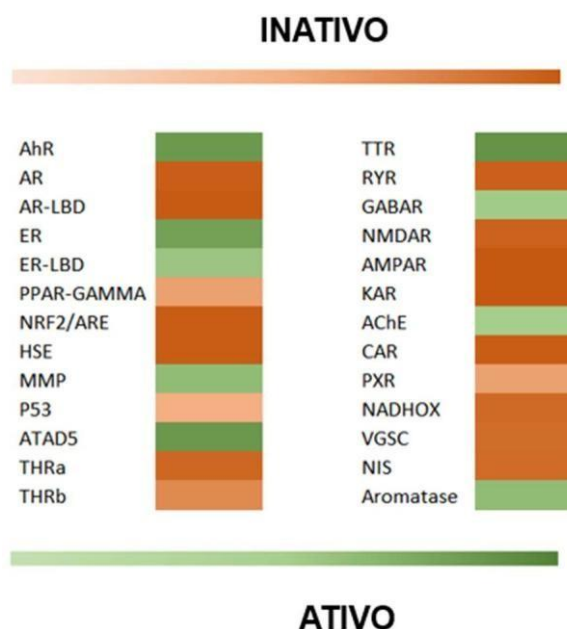 INATIVO
AhR
AR
AR-LBD
ER
ER-LBD
PPAR-GAMMA
NRF2/ARE
HSE
MMP
P53
ATAD5
THRa
THRb
TTR
RYR
GABAR
NMDAR
AMPAR
KAR
AChE
CAR
PXR
NADHOX
VGSC
NIS
Aromatase
ATIVO